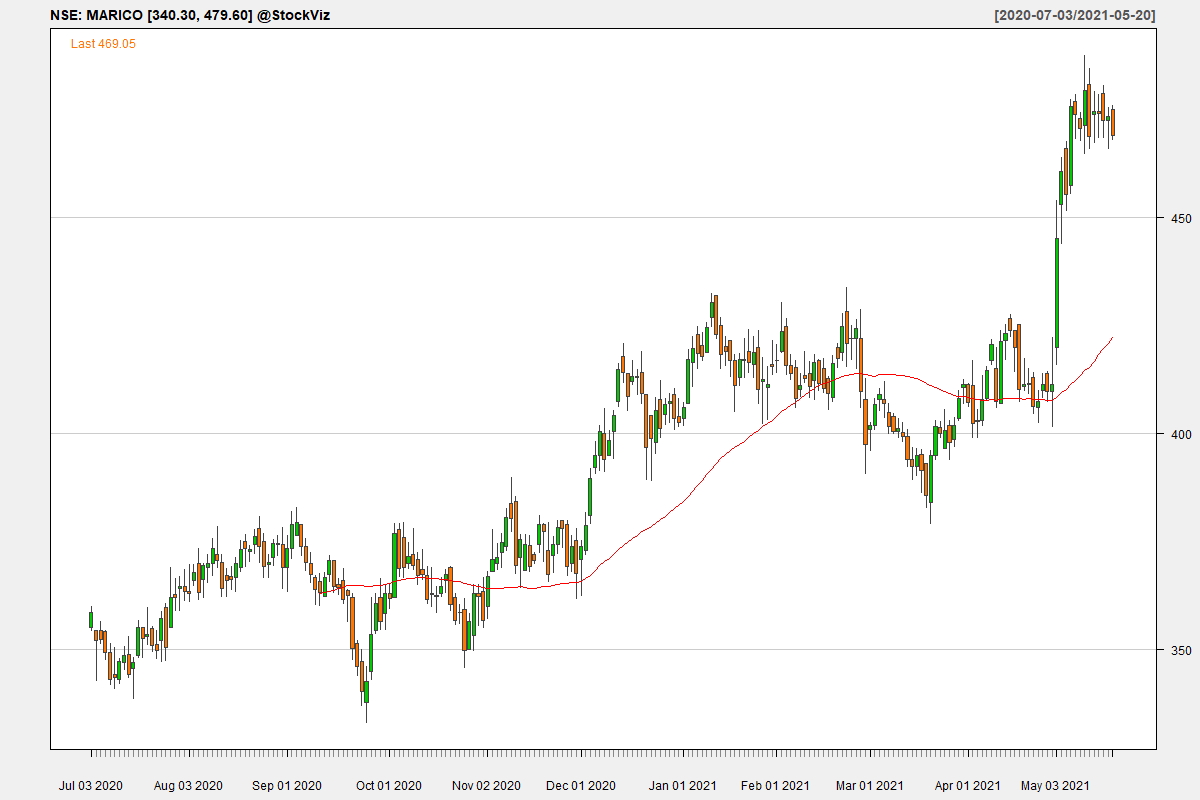 NSE: MARICO [340.30, 479.60] @StockViz [2020-07-03/2021-05-20]
Last 469.05
450
400
350
Jul 03 2020 Aug 03 2020 Sep 01 2020 Oct 01 2020 Nov 02 2020 Dec 01 2020 Jan 01 2021 Feb 01 2021 Mar 01 2021 Apr 01 2021 May 03 2021